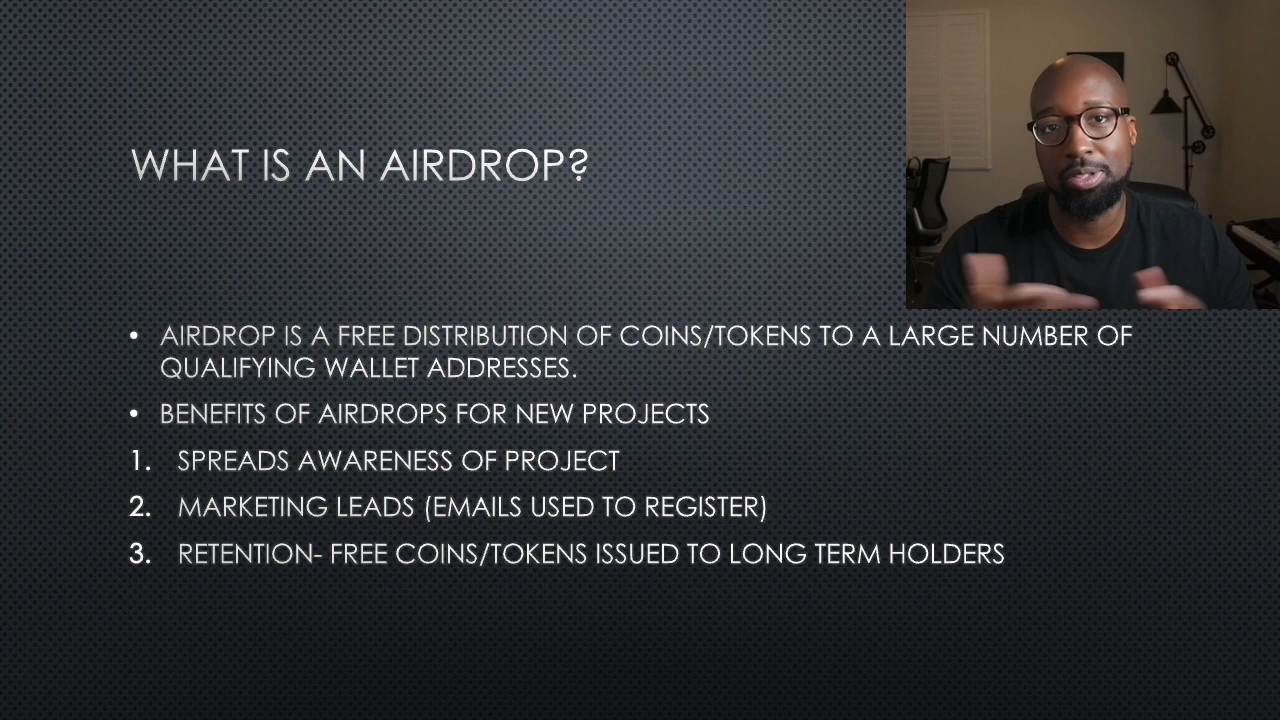 WHAT IS AN AIRDROP?
• AIRDROP IS A FREE DISTRIBUTION OF COINS/TOKENS TO A LARGE NUMBER OF
QUALIFYING WALLET ADDRESSES.
• BENEFITS OF AIRDROPS FOR NEW PROJECTS
1. SPREADS AWARENESS OF PROJECT
2. MARKETING LEADS (EMAILS USED TO REGISTER)
3. RETENTION- FREE COINS/TOKENS ISSUED TO LONG TERM HOLDERS